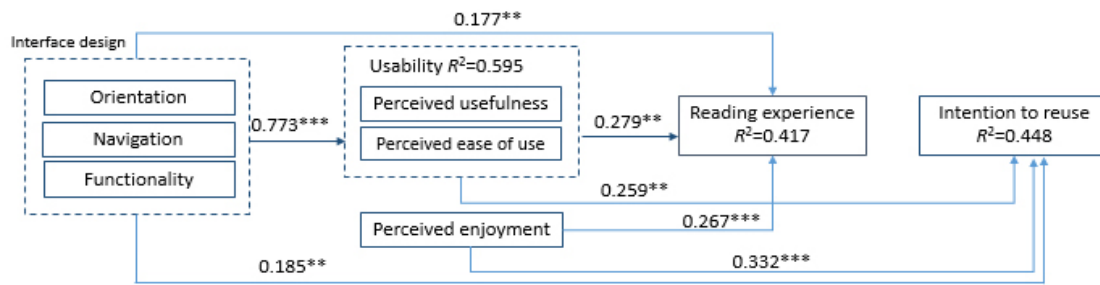 0.177**
Interface design
Orientation
Navigation
Functionality
0.773***
Usability R²=0.595
Perceived usefulness
Perceived ease of use
0.279**
Reading experience
R²=0.417
Intention to reuse
R²=0.448
0.259**
Perceived enjoyment
0.267***
0.332***
0.185**